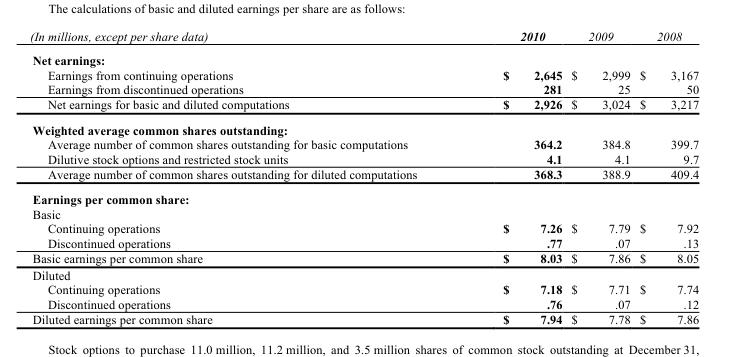 The calculations of basic and diluted earnings per share are as follows:
(In millions, except per share data) 2010 2009 2008
Net earnings:
Earnings from continuing operations $ 2,645 $ 2,999 $ 3,167
Earnings from discontinued operations 281 25 50
Net earnings for basic and diluted computations $ 2,926 $ 3,024 $ 3,217
Weighted average common shares outstanding:
Average number of common shares outstanding for basic computations 364.2 384.8 399.7
Dilutive stock options and restricted stock units 4.1 4.1 9.7
Average number of common shares outstanding for diluted computations 368.3 388.9 409.4
Earnings per common share:
Basic
Continuing operations $ 7.26 $ 7.79 $ 7.92
Discontinued operations .77 .07 .13
Basic earnings per common share $ 8.03 $ 7.86 $ 8.05
Diluted
Continuing operations $ 7.18 $ 7.71 $ 7.74
Discontinued operations .76 .07 .12
Diluted earnings per common share $ 7.94 $ 7.78 $ 7.86
Stock options to purchase 11.0 million, 11.2 million, and 3.5 million shares of common stock outstanding at December 31,